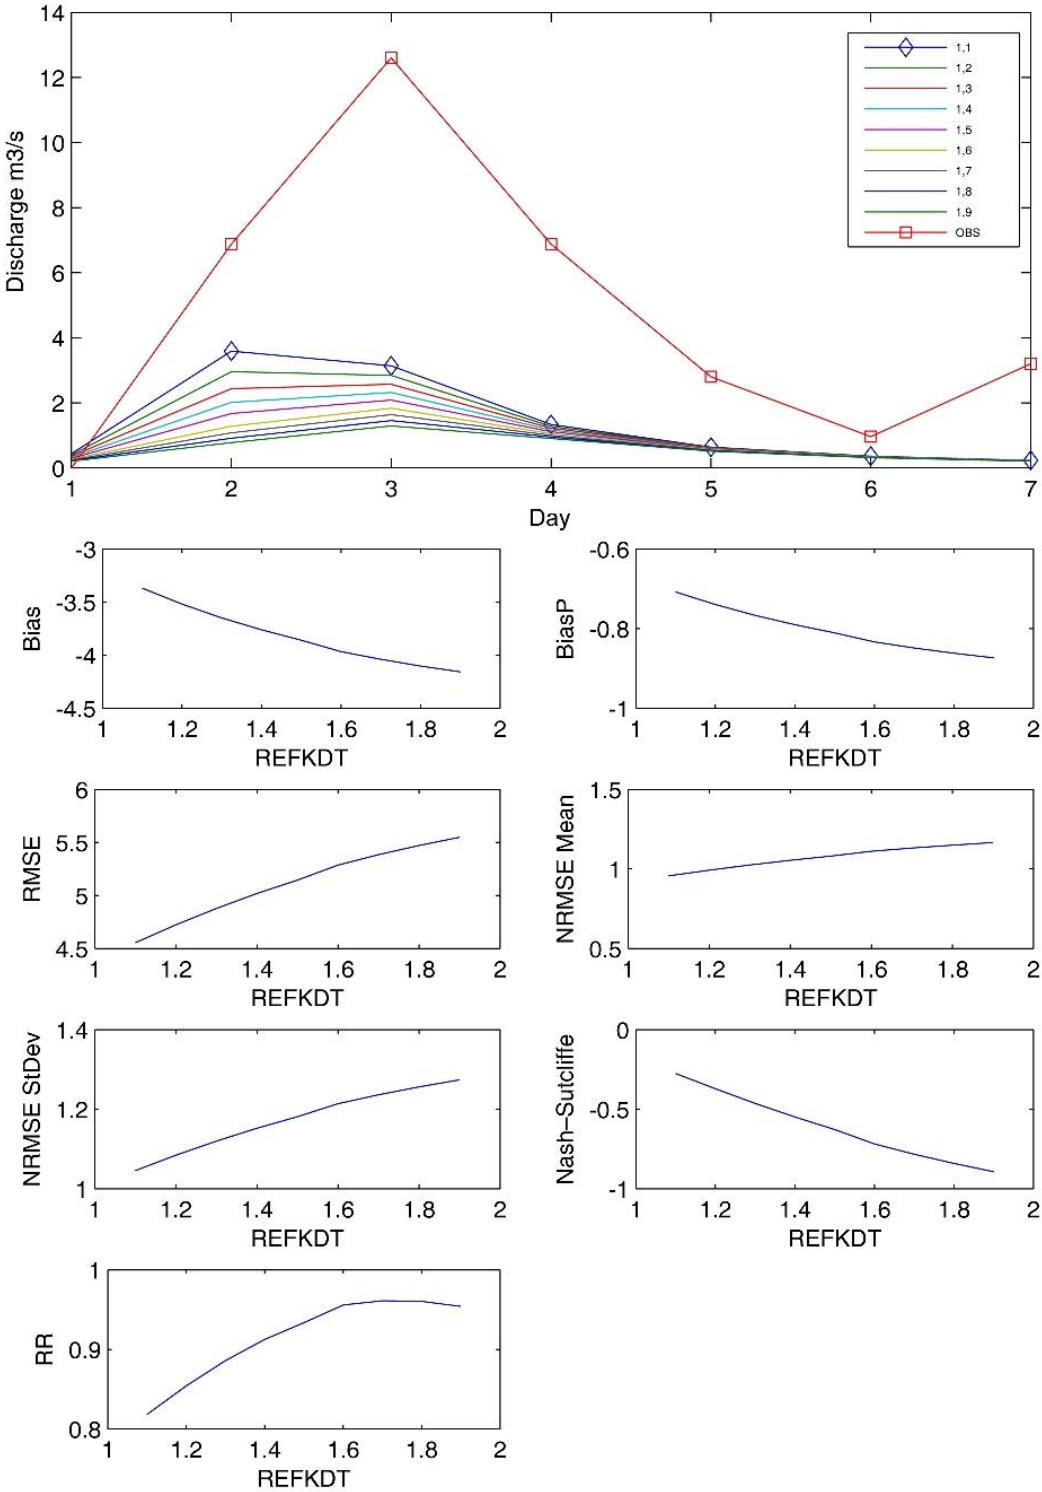 14
12
10
8
6
4
2
0
Discharge m3/s
1,1
1,2
1,3
1,4
1,5
1,6
1,7
1,8
1,9
OBS
1 2 3 4 5 6 7
Day
-3
-3.5
-4
-4.5
Bias
1 1.2 1.4 1.6 1.8 2
REFKDT
-0.6
-0.8
-1
BiasP
1 1.2 1.4 1.6 1.8 2
REFKDT
6
5.5
5
4.5
RMSE
1 1.2 1.4 1.6 1.8 2
REFKDT
1.5
1
0.5
NRMSE Mean
1 1.2 1.4 1.6 1.8 2
REFKDT
1.4
1.2
1
NRMSE StDev
1 1.2 1.4 1.6 1.8 2
REFKDT
0
-0.5
-1
Nash–Sutcliffe
1 1.2 1.4 1.6 1.8 2
REFKDT
1
0.9
0.8
RR
1 1.2 1.4 1.6 1.8 2
REFKDT